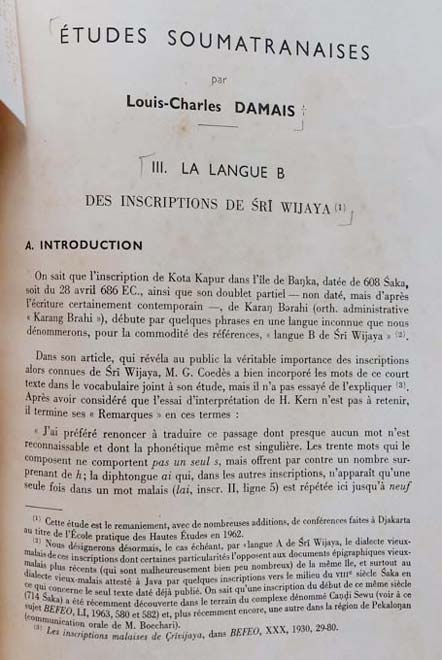 ÉTUDES SOUMATRANAISES
par
Louis-Charles DAMAIS
III. LA LANGUE B
DES INSCRIPTIONS DE ŚRĪ WIJAYA (1)
A. INTRODUCTION
On sait que l'inscription de Kota Kapur dans l'île de Baṅka, datée de 608 Śaka,
soit du 28 avril 686 EC., ainsi que son doublet partiel — non daté, mais d'après
l'écriture certainement contemporain —, de Karaṅ Bərahi (orth. administrative
« Karang Brahi »), débute par quelques phrases en une langue inconnue que nous
dénommerons, pour la commodité des références, « langue B de Śrī Wijaya » (2).
Dans son article, qui révéla au public la véritable importance des inscriptions
alors connues de Śrī Wijaya, M. G. Coedès a bien incorporé les mots de ce court
texte dans le vocabulaire joint à son étude, mais il n'a pas essayé de l'expliquer (3).
Après avoir considéré que l'essai d'interprétation de H. Kern n'est pas à retenir,
il termine ses « Remarques » en ces termes :
« J'ai préféré renoncer à traduire ce passage dont presque aucun mot n'est
reconnaissable et dont la phonétique même est singulière. Les trente mots qui le
composent ne comportent pas un seul s, mais offrent par contre un nombre sur-
prenant de h; la diphtongue ai qui, dans les autres inscriptions, n'apparaît qu'une
seule fois dans un mot malais (lai, inscr. II, ligne 5) est répétée ici jusqu'à neuf
(1) Cette étude est le remaniement, avec de nombreuses additions, de conférences faites à Djakarta
au titre de l'École pratique des Hautes Études en 1962.
(2) Nous désignerons désormais, le cas échéant, par « langue A de Śrī Wijaya, le dialecte vieux-
malais de ces inscriptions dont certaines particularités l'opposent aux documents épigraphiques vieux-
malais plus récents (qui sont malheureusement bien peu nombreux) de la même île, et surtout au
dialecte vieux-malais attesté à Java par quelques inscriptions vers le milieu du VIIIe siècle Śaka en
ce qui concerne le seul texte daté déjà publié. On sait qu'une inscription du début de ce même siècle
(714 Śaka) a été récemment découverte dans le terrain du complexe dénommé Caṇḍi Sewu (voir à ce
sujet BEFEO, LI, 1963, 580 et 582) et, plus récemment encore, une autre dans la région de Pekaloṅan
(communication orale de M. Boechari).
(3) Les inscriptions malaises de Çrīvijaya, dans BEFEO, XXX, 1930, 29-80.